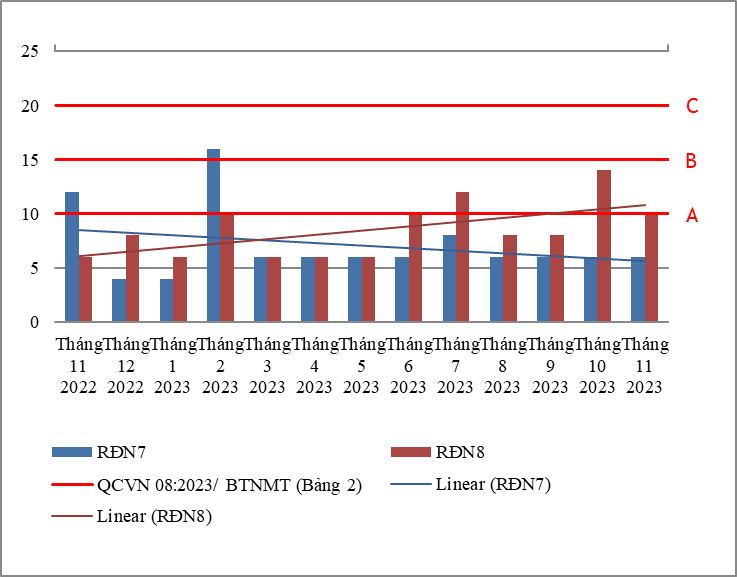 25
20
C
15
B
10
A
5
0
Tháng Tháng Tháng Tháng Tháng Tháng Tháng Tháng Tháng Tháng Tháng Tháng Tháng
11 12 1 2 3 4 5 6 7 8 9 10 11
2022 2022 2023 2023 2023 2023 2023 2023 2023 2023 2023 2023 2023
RĐN7 RĐN8
QCVN 08:2023/ BTNMT (Bảng 2) Linear (RĐN7)
Linear (RĐN8)